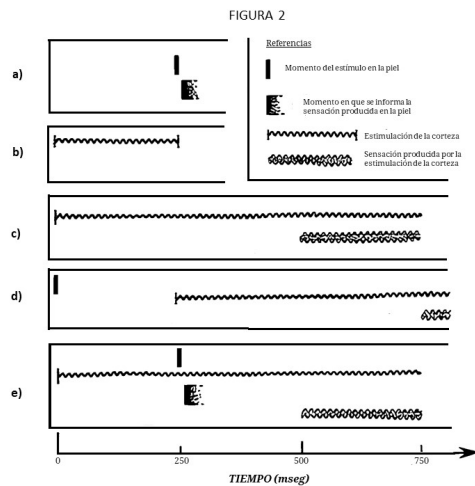 FIGURA 2
Referencias
Momento del estímulo en la piel
Momento en que se informa la
sensación producida en la piel
Estimulación de la corteza
Sensación producida por la
estimulación de la corteza
a)
b)
c)
d)
e)
0 250 500 750
TIEMPO (mseg)